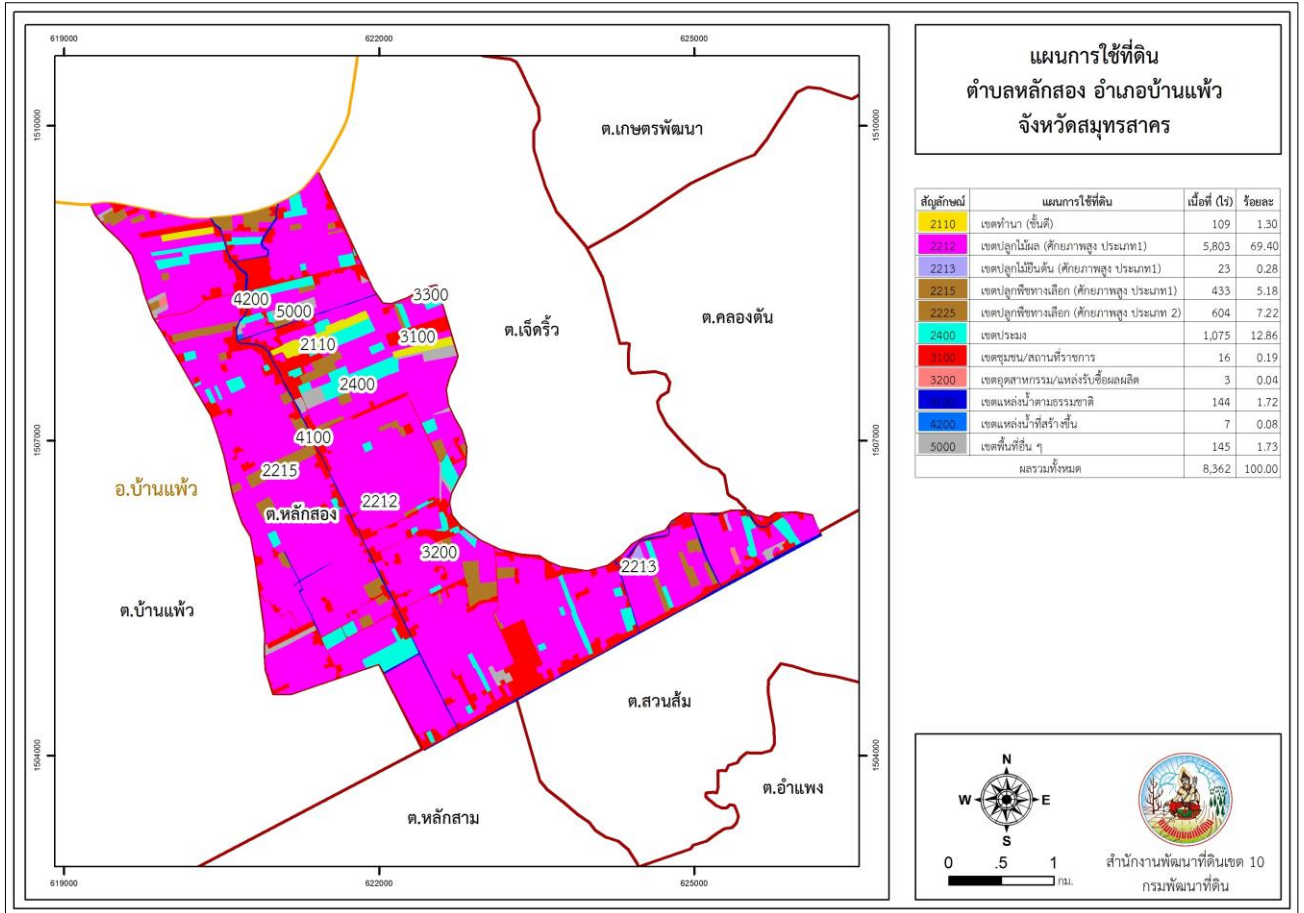 แผนการใช้ที่ดิน
ตำบลหลักสอง อำเภอบ้านแพ้ว
จังหวัดสมุทรสาคร
619000 622000 625000
1510000 1510000
1507000 1507000
1504000 1504000
619000 622000 625000
ต.เกษตรพัฒนา
ต.คลองตัน
ต.เจ็ดริ้ว
4200
5000
3300
2110
3100
2400
4100
2215
2212
อ.บ้านแพ้ว
ต.หลักสอง
3200
2213
ต.บ้านแพ้ว
ต.สวนส้ม
ต.อำแพง
ต.หลักสาม
สัญลักษณ์ แผนการใช้ที่ดิน เนื้อที่ (ไร่) ร้อยละ
2110 เขตทำนา (ชั้นดี) 109 1.30
2212 เขตปลูกไม้ผล (ศักยภาพสูง ประเภท1) 5,803 69.40
2213 เขตปลูกไม้ยืนต้น (ศักยภาพสูง ประเภท1) 23 0.28
2215 เขตปลูกพืชทางเลือก (ศักยภาพสูง ประเภท1) 433 5.18
2225 เขตปลูกพืชทางเลือก (ศักยภาพสูง ประเภท 2) 604 7.22
2400 เขตประมง 1,075 12.86
3100 เขตชุมชน/สถานที่ราชการ 16 0.19
3200 เขตอุตสาหกรรม/แหล่งรับซื้อผลผลิต 3 0.04
เขตแหล่งน้ำตามธรรมชาติ 144 1.72
4200 เขตแหล่งน้ำที่สร้างขึ้น 7 0.08
5000 เขตพื้นที่อื่น ๆ 145 1.73
ผลรวมทั้งหมด 8,362 100.00
N
W E
S
0 .5 1
กม.
สำนักงานพัฒนาที่ดินเขต 10
กรมพัฒนาที่ดิน